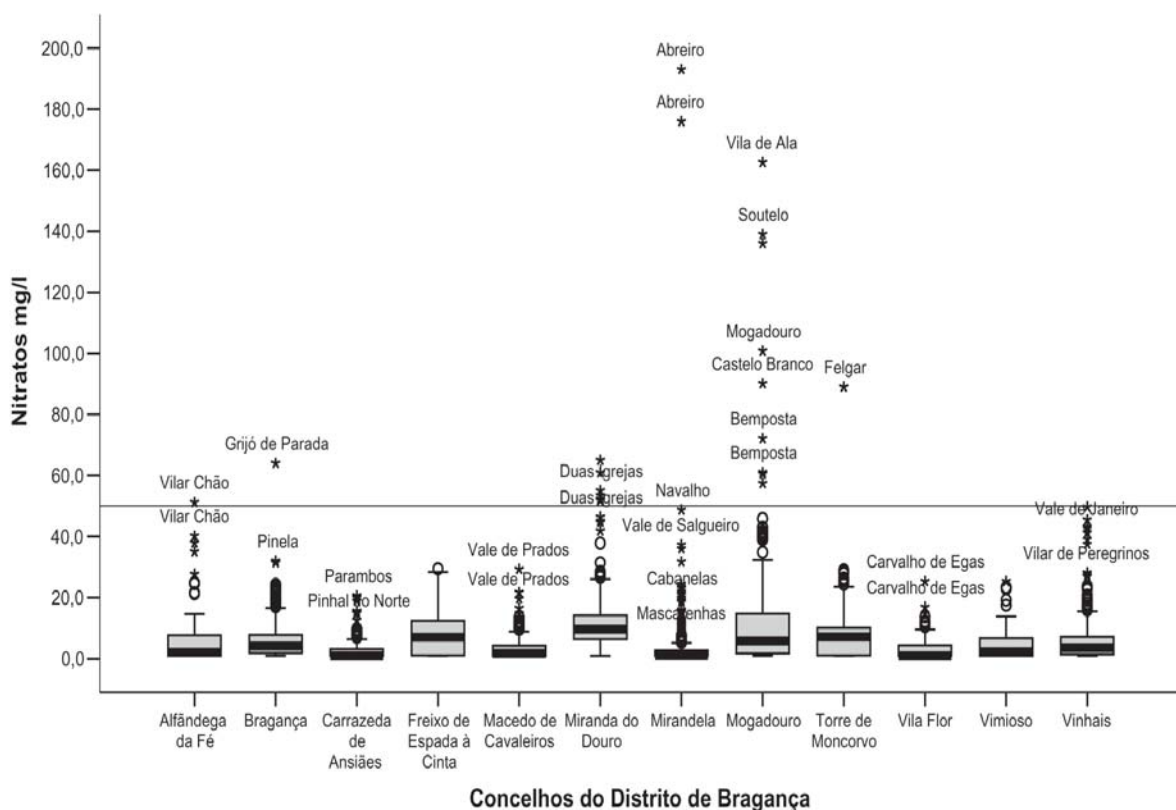 Nitratos mg/l
200,0
180,0
160,0
140,0
120,0
100,0
80,0
60,0
40,0
20,0
0,0
Abreiro
Abreiro
Vila de Ala
Soutelo
Mogadouro
Castelo Branco
Felgar
Bemposta
Bemposta
Grijó de Parada
Duas Igrejas
Duas Igrejas
Vilar Chão
Vilar Chão
Navalho
Vale de Salgueiro
Vale de Janeiro
Vilar de Peregrinos
Pinela
Vale de Prados
Vale de Prados
Parambos
Pinhal do Norte
Cabanelas
Mascarenhas
Carvalho de Egas
Carvalho de Egas
Alfândega
da Fé
Bragança
Carrazeda
de
Ansiães
Freixo de
Espada à
Cinta
Macedo de
Cavaleiros
Miranda do
Douro
Mirandela
Mogadouro
Torre de
Moncorvo
Vila Flor
Vimioso
Vinhais
Concelhos do Distrito de Bragança